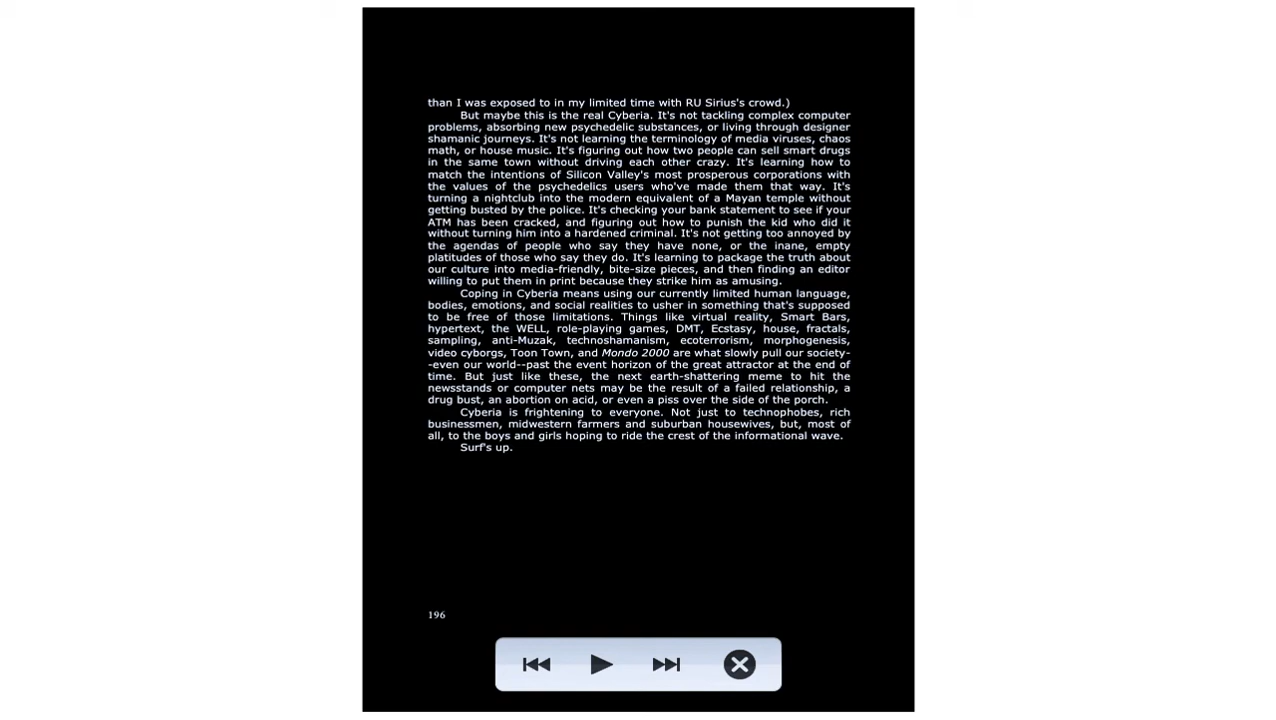 than I was exposed to in my limited time with RU Sirius's crowd.)
But maybe this is the real Cyberia. It's not tackling complex computer
problems, absorbing new psychedelic substances, or living through designer
shamanic journeys. It's not learning the terminology of media viruses, chaos
math, or house music. It's figuring out how two people can sell smart drugs
in the same town without driving each other crazy. It's learning how to
match the intentions of Silicon Valley's most prosperous corporations with
the values of the psychedelics users who've made them that way. It's
turning a nightclub into the modern equivalent of a Mayan temple without
getting busted by the police. It's checking your bank statement to see if your
ATM has been cracked, and figuring out how to punish the kid who did it
without turning him into a hardened criminal. It's not getting too annoyed by
the agendas of people who say they have none, or the inane, empty
platitudes of those who say they do. It's learning to package the truth about
our culture into media-friendly, bite-size pieces, and then finding an editor
willing to put them in print because they strike him as amusing.
Coping in Cyberia means using our currently limited human language,
bodies, emotions, and social realities to usher in something that's supposed
to be free of those limitations. Things like virtual reality, Smart Bars,
hypertext, the WELL, role-playing games, DMT, Ecstasy, house, fractals,
sampling, anti-Muzak, technoshamanism, ecoterrorism, morphogenesis,
video cyborgs, Toon Town, and Mondo 2000 are what slowly pull our society-
-even our world--past the event horizon of the great attractor at the end of
time. But just like these, the next earth-shattering meme to hit the
newsstands or computer nets may be the result of a failed relationship, a
drug bust, an abortion on acid, or even a piss over the side of the porch.
Cyberia is frightening to everyone. Not just to technophobes, rich
businessmen, midwestern farmers and suburban housewives, but, most of
all, to the boys and girls hoping to ride the crest of the informational wave.
Surf's up.
196